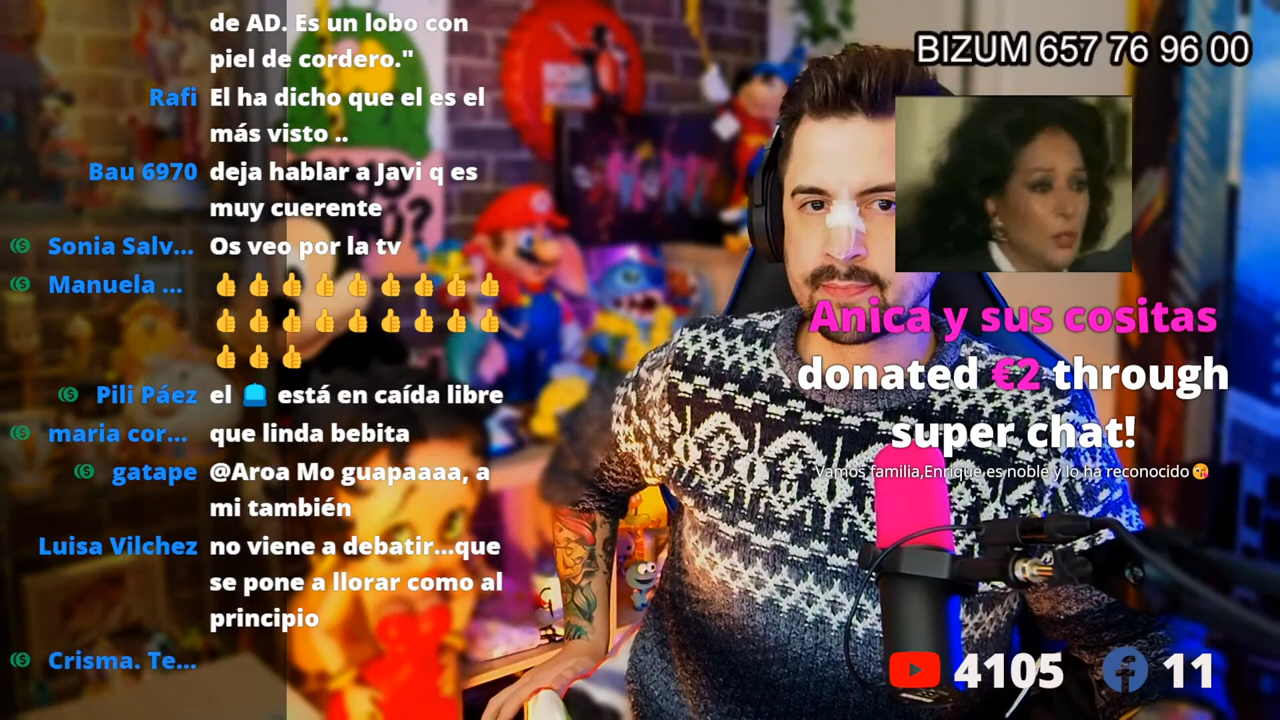 de AD. Es un lobo con
piel de cordero."
Rafi El ha dicho que el es el
más visto ..
Bau 6970 deja hablar a Javi q es
muy cuerente
Sonia Salv... Os veo por la tv
Manuela ... 👍👍👍👍👍👍👍👍👍
👍👍👍👍👍👍👍👍👍
👍👍👍
Pili Páez el está en caída libre
maria cor... que linda bebita
gatape @Aroa Mo guapaaaa, a
mi también
Luisa Vilchez no viene a debatir...que
se pone a llorar como al
principio
Crisma. Te...
BIZUM 657 76 96 00
Anica y sus cositas
donated €2 through
super chat!
Vamos familia,Enrique es noble y lo ha reconocido
4105 11